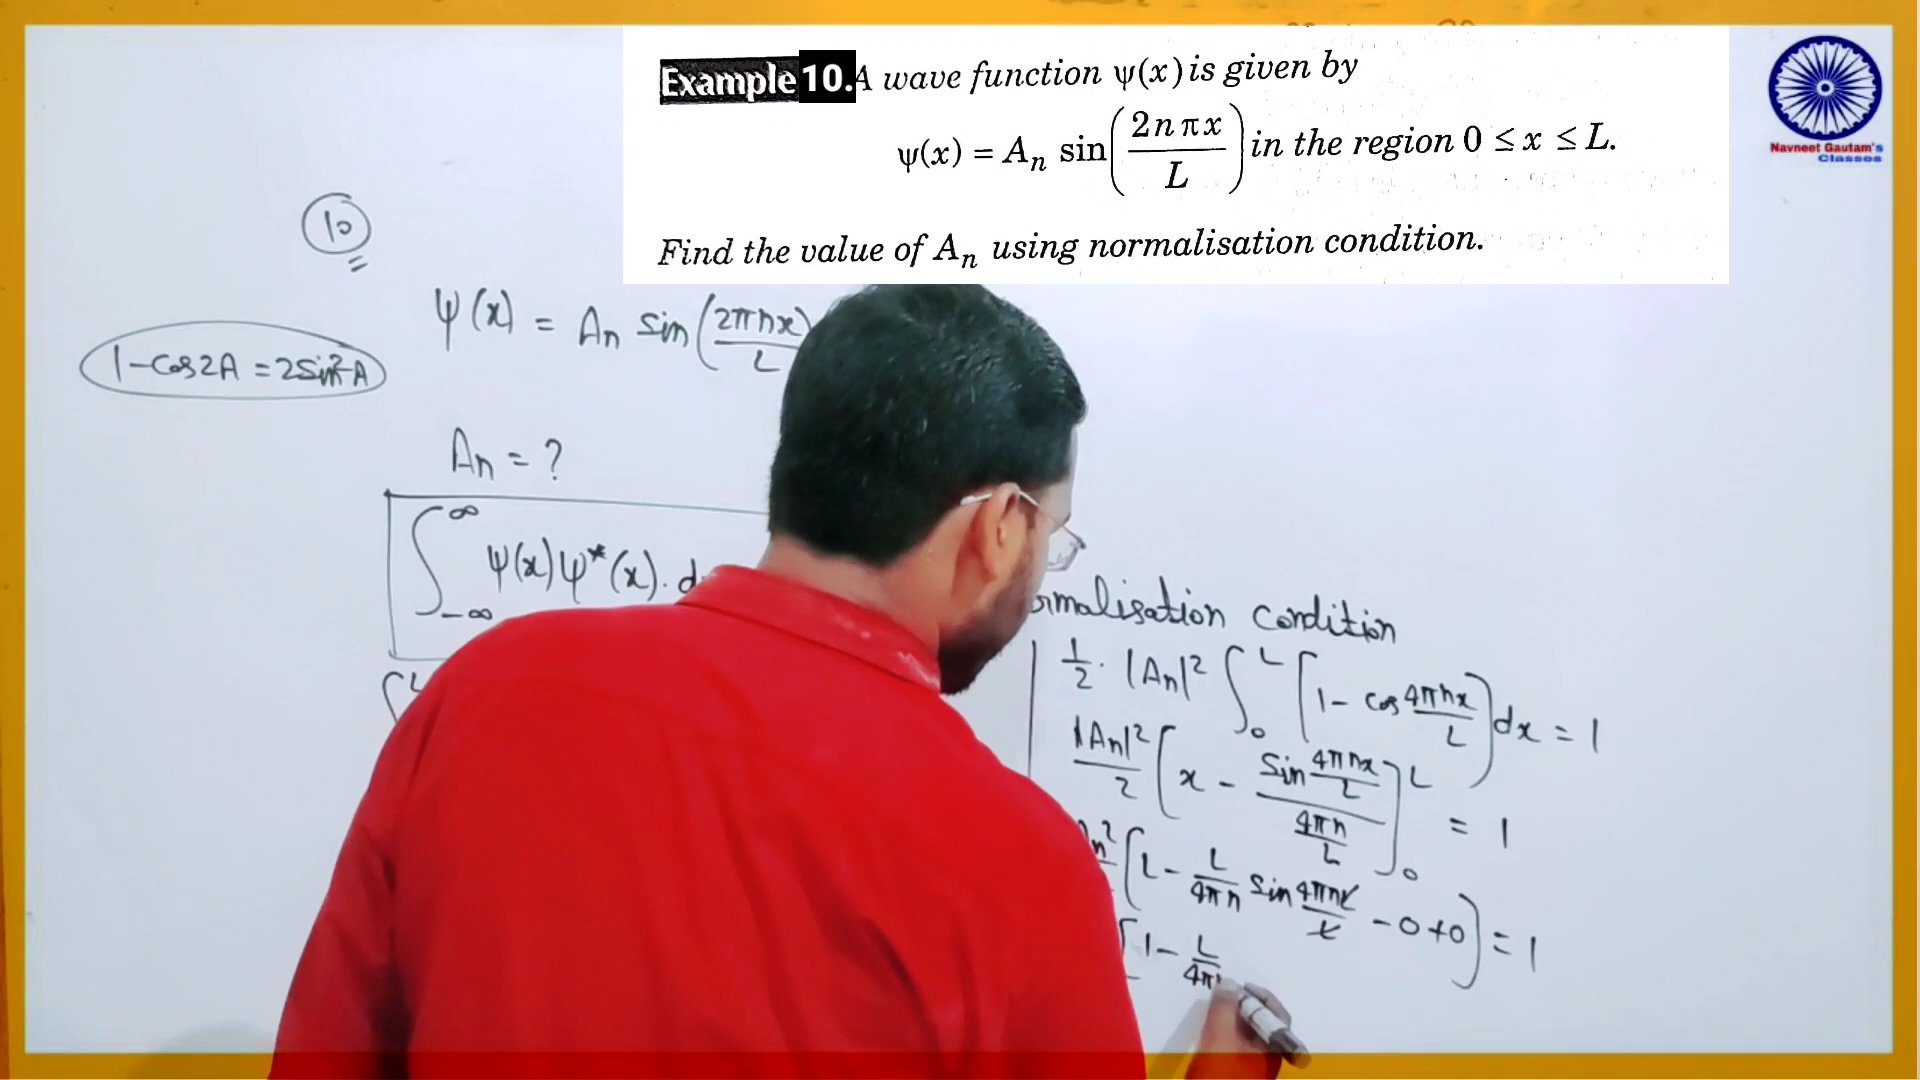 Example 10. A wave function ψ(x) is given by
ψ(x) = Aₙ sin(2nπx/L) in the region 0 ≤ x ≤ L.
Find the value of Aₙ using normalisation condition.
Navneet Gautam's
Classes
10
ψ(x) = An sin(2πnx/L)
1-cos2A = 2sin²A
An = ?
∫_{-∞}^{∞} ψ(x)ψ*(x).
rmalisation condition
1/2 · |An|² ∫₀ᴸ [1 - cos 4πnx/L] dx = 1
|An|²/2 [x - (sin 4πnx/L)/(4πn/L)]₀ᴸ = 1
n² [L - L/4πn sin 4πnL/L - 0 + 0] = 1
[1 - L/4π